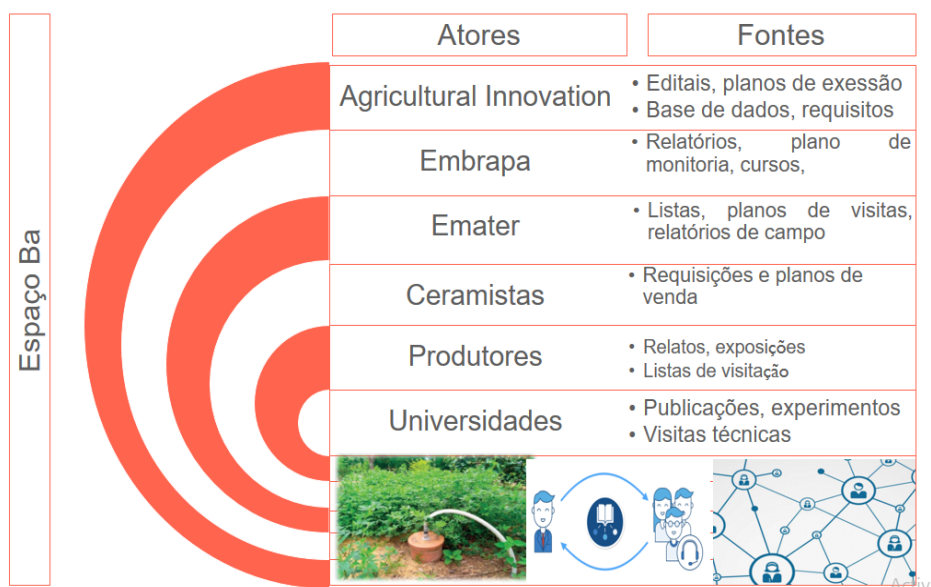 Atores
Fontes
Espaço Ba
Agricultural Innovation
• Editais, planos de exessão
• Base de dados, requisitos
Embrapa
• Relatórios, plano de
monitoria, cursos,
Emater
• Listas, planos de visitas,
relatórios de campo
Ceramistas
• Requisições e planos de
venda
Produtores
• Relatos, exposições
• Listas de visitação
Universidades
• Publicações, experimentos
• Visitas técnicas